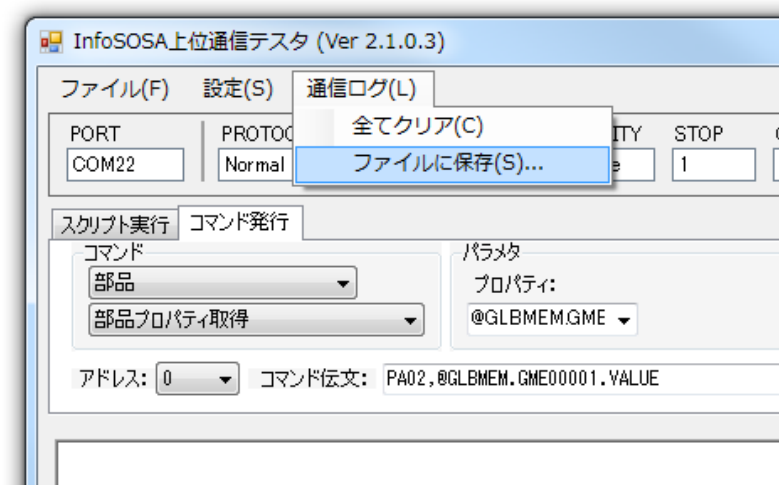 InfoSOSA上位通信テスタ (Ver 2.1.0.3)
ファイル(F) 設定(S) 通信ログ(L)
全てクリア(C)
ファイルに保存(S)...
PORT PROTOC ITY STOP
COM22 Normal e 1
スクリプト実行 コマンド発行
コマンド パラメタ
部品 プロパティ:
部品プロパティ取得 @GLBMEM.GME
アドレス: 0 コマンド伝文: PA02,@GLBMEM.GME00001.VALUE